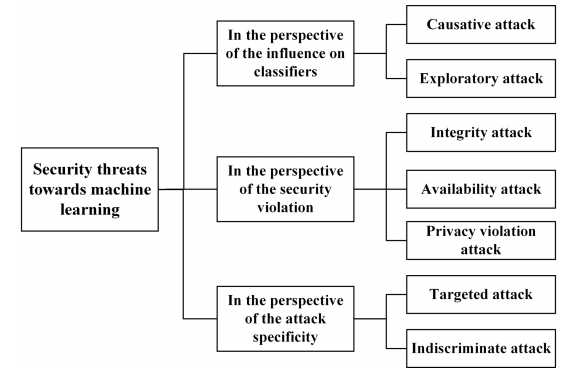 Security threats
towards machine
learning
In the perspective
of the influence on
classifiers
Causative attack
Exploratory attack
In the perspective
of the security
violation
Integrity attack
Availability attack
Privacy violation
attack
In the perspective
of the attack
specificity
Targeted attack
Indiscriminate attack